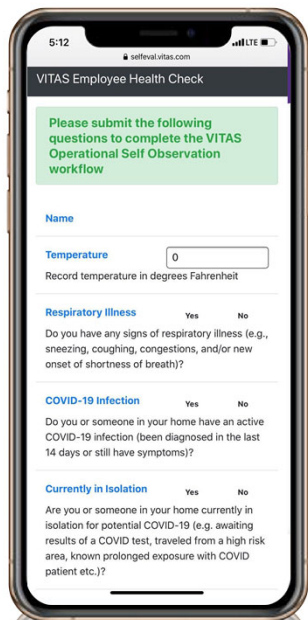 5:12
LTE
selfeval.vitas.com
VITAS Employee Health Check
Please submit the following
questions to complete the VITAS
Operational Self Observation
workflow
Name
Temperature
0
Record temperature in degrees Fahrenheit
Respiratory Illness Yes No
Do you have any signs of respiratory illness (e.g.,
sneezing, coughing, congestions, and/or new
onset of shortness of breath)?
COVID-19 Infection Yes No
Do you or someone in your home have an active
COVID-19 infection (been diagnosed in the last
14 days or still have symptoms)?
Currently in Isolation Yes No
Are you or someone in your home currently in
isolation for potential COVID-19 (e.g. awaiting
results of a COVID test, traveled from a high risk
area, known prolonged exposure with COVID
patient etc.)?